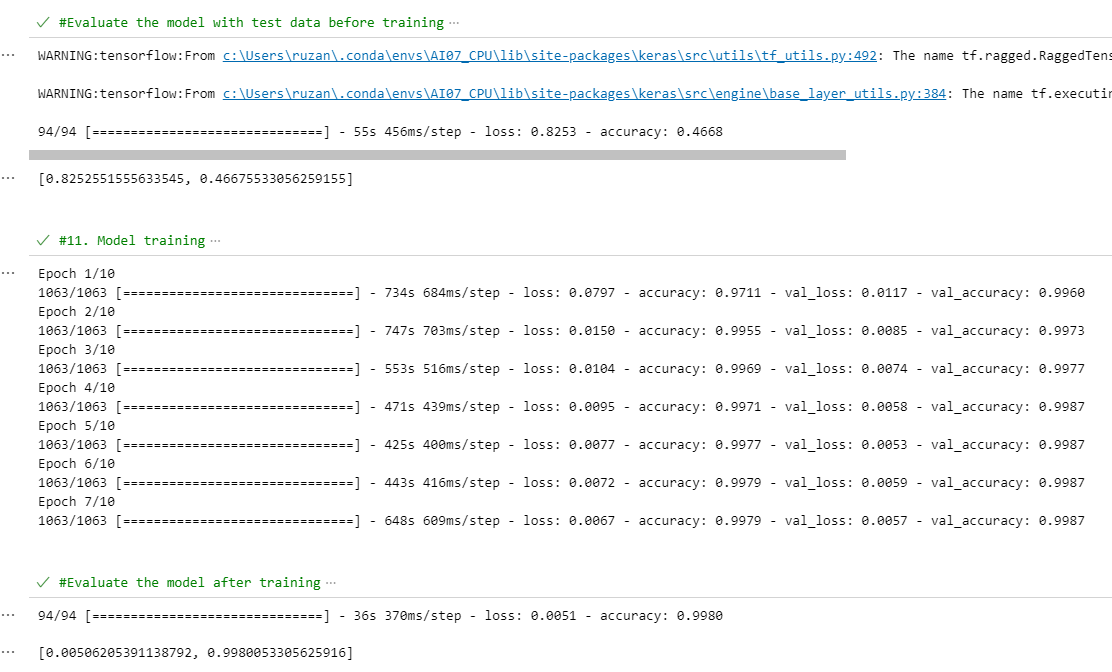 ✓ #Evaluate the model with test data before training ...
... WARNING:tensorflow:From c:\Users\ruzan\.conda\envs\AI07_CPU\lib\site-packages\keras\src\utils\tf_utils.py:492: The name tf.ragged.RaggedTens
WARNING:tensorflow:From c:\Users\ruzan\.conda\envs\AI07_CPU\lib\site-packages\keras\src\engine\base_layer_utils.py:384: The name tf.executin
94/94 [==============================] - 55s 456ms/step - loss: 0.8253 - accuracy: 0.4668
... [0.8252551555633545, 0.46675533056259155]
✓ #11. Model training ...
... Epoch 1/10
1063/1063 [==============================] - 734s 684ms/step - loss: 0.0797 - accuracy: 0.9711 - val_loss: 0.0117 - val_accuracy: 0.9960
Epoch 2/10
1063/1063 [==============================] - 747s 703ms/step - loss: 0.0150 - accuracy: 0.9955 - val_loss: 0.0085 - val_accuracy: 0.9973
Epoch 3/10
1063/1063 [==============================] - 553s 516ms/step - loss: 0.0104 - accuracy: 0.9969 - val_loss: 0.0074 - val_accuracy: 0.9977
Epoch 4/10
1063/1063 [==============================] - 471s 439ms/step - loss: 0.0095 - accuracy: 0.9971 - val_loss: 0.0058 - val_accuracy: 0.9987
Epoch 5/10
1063/1063 [==============================] - 425s 400ms/step - loss: 0.0077 - accuracy: 0.9977 - val_loss: 0.0053 - val_accuracy: 0.9987
Epoch 6/10
1063/1063 [==============================] - 443s 416ms/step - loss: 0.0072 - accuracy: 0.9979 - val_loss: 0.0059 - val_accuracy: 0.9987
Epoch 7/10
1063/1063 [==============================] - 648s 609ms/step - loss: 0.0067 - accuracy: 0.9979 - val_loss: 0.0057 - val_accuracy: 0.9987
✓ #Evaluate the model after training ...
... 94/94 [==============================] - 36s 370ms/step - loss: 0.0051 - accuracy: 0.9980
... [0.00506205391138792, 0.9980053305625916]